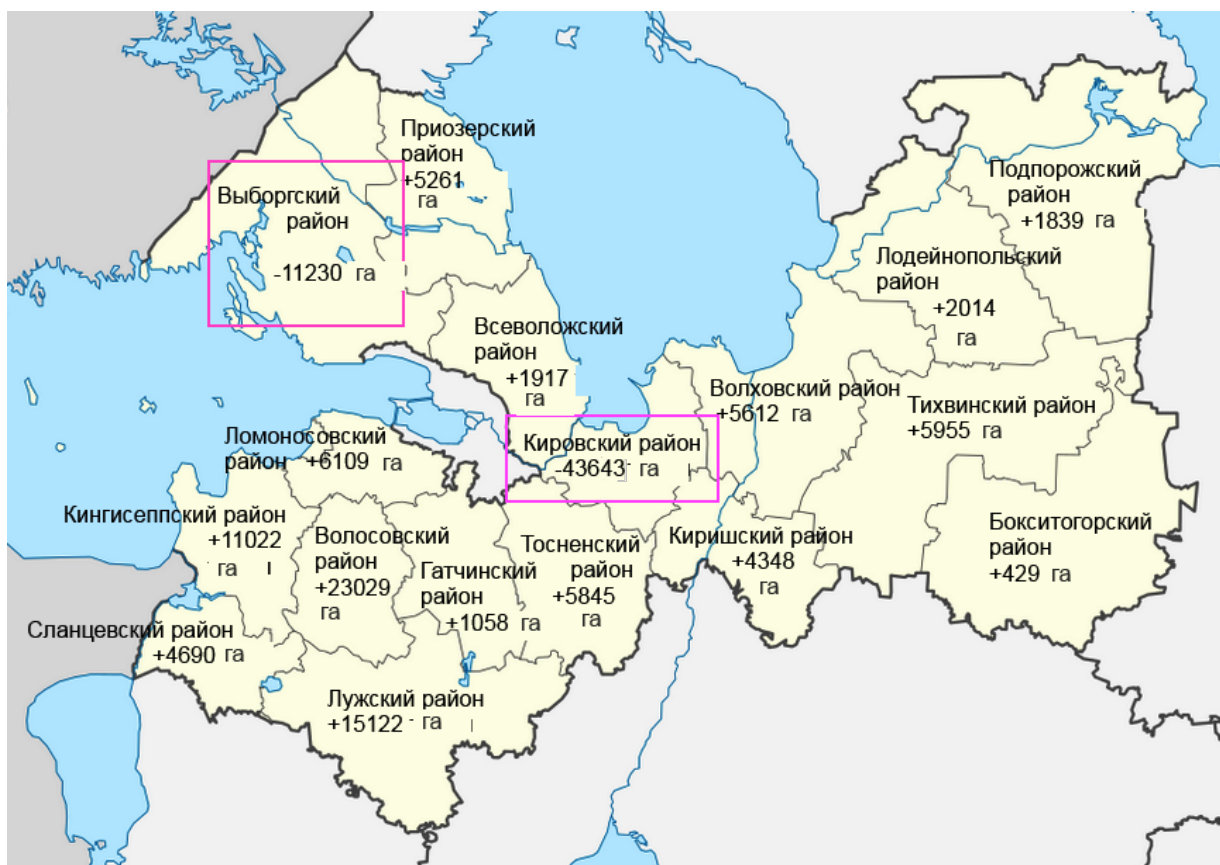 Приозерский
район
+5261
га
Выборгский
район
-11230 га
Подпорожский
район
+1839 га
Лодейнопольский
район
+2014
га
Всеволожский
район
+1917
га
Волховский район
+5612 га
Тихвинский район
+5955 га
Кировский район
-43643 га
Ломоносовский
район +6109 га
Кингисеппский район
+11022
га
Волосовский
район
+23029
га
Гатчинский
район
+1058 га
Тосненский
район
+5845
га
Киришский район
+4348
га
Бокситогорский
район
+429 га
Сланцевский район
+4690 га
Лужский район
+15122 га